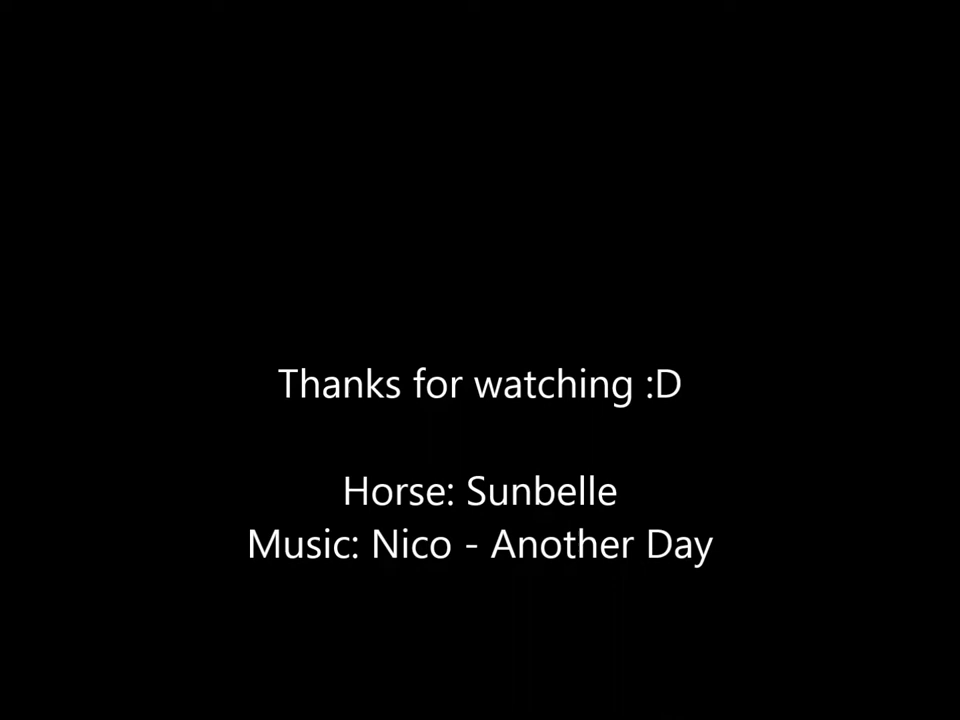 Thanks for watching :D
Horse: Sunbelle
Music: Nico - Another Day